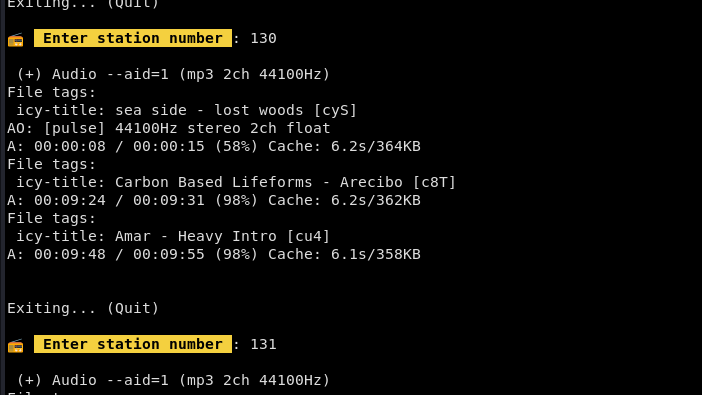 Exiting... (Quit)
Enter station number : 130
(+) Audio --aid=1 (mp3 2ch 44100Hz)
File tags:
icy-title: sea side - lost woods [cyS]
AO: [pulse] 44100Hz stereo 2ch float
A: 00:00:08 / 00:00:15 (58%) Cache: 6.2s/364KB
File tags:
icy-title: Carbon Based Lifeforms - Arecibo [c8T]
A: 00:09:24 / 00:09:31 (98%) Cache: 6.2s/362KB
File tags:
icy-title: Amar - Heavy Intro [cu4]
A: 00:09:48 / 00:09:55 (98%) Cache: 6.1s/358KB
Exiting... (Quit)
Enter station number : 131
(+) Audio --aid=1 (mp3 2ch 44100Hz)